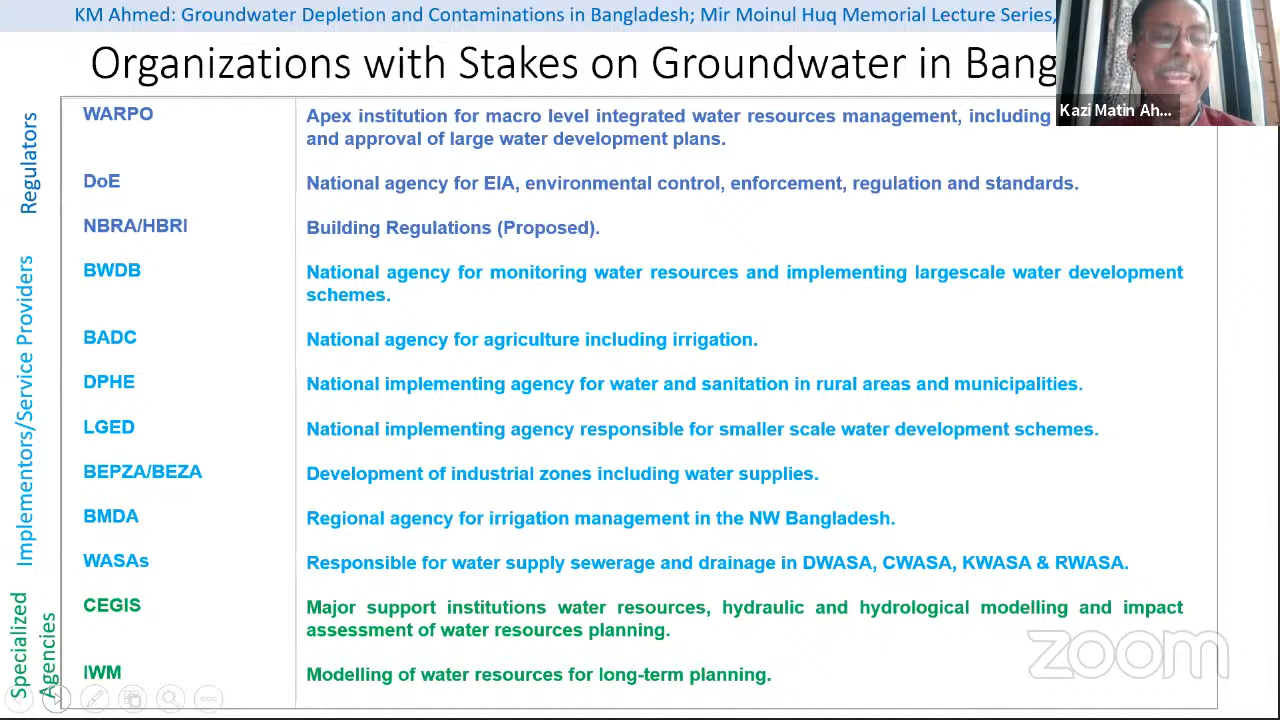 KM Ahmed: Groundwater Depletion and Contaminations in Bangladesh; Mir Moinul Huq Memorial Lecture Series,
Organizations with Stakes on Groundwater in Bang
Kazi Matin Ah...
Regulators
WARPO
Apex institution for macro level integrated water resources management, including
and approval of large water development plans.
DoE
National agency for EIA, environmental control, enforcement, regulation and standards.
NBRA/HBRI
Building Regulations (Proposed).
Implementors/Service Providers
BWDB
National agency for monitoring water resources and implementing largescale water development
schemes.
BADC
National agency for agriculture including irrigation.
DPHE
National implementing agency for water and sanitation in rural areas and municipalities.
LGED
National implementing agency responsible for smaller scale water development schemes.
BEPZA/BEZA
Development of industrial zones including water supplies.
BMDA
Regional agency for irrigation management in the NW Bangladesh.
WASAs
Responsible for water supply sewerage and drainage in DWASA, CWASA, KWASA & RWASA.
Specialized
Agencies
CEGIS
Major support institutions water resources, hydraulic and hydrological modelling and impact
assessment of water resources planning.
IWM
Modelling of water resources for long-term planning.
zoom